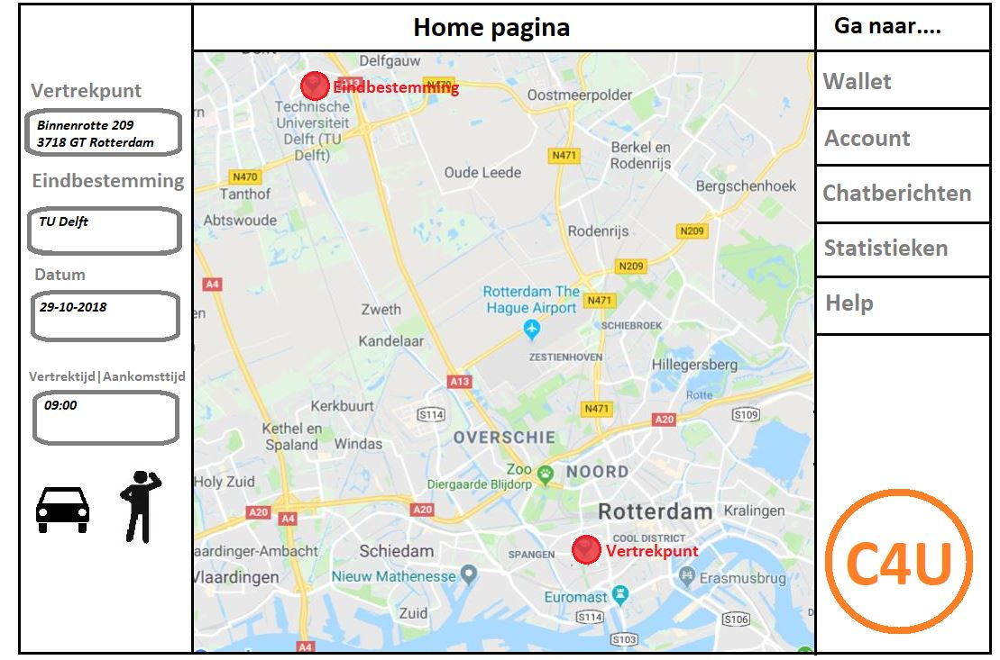 Home pagina
Ga naar....
Vertrekpunt
Binnenrotte 209
3718 GT Rotterdam
Eindbestemming
TU Delft
Datum
29-10-2018
Vertrektijd|Aankomsttijd
09:00
Delfgauw
A13
N470
Eindbestemming
Oostmeerpolder
Technische
Universiteit
Delft (TU
Delft)
N471
Berkel en
Rodenrijs
N470
Oude Leede
Tanthof
Bergschenhoek
Abtswoude
Rodenrijs
N209
N209
A4
Rotterdam The
Hague Airport
N471
Zweth
SCHIEBROEK
Kandelaar
ZESTIENHOVEN
Hillegersberg
A13
Rotte
Kerkbuurt
S114
N471
A20
S109
Kethel en
Spaland
Windas
OVERSCHIE
Zoo
Diergaarde Blijdorp
NOORD
Holy Zuid
A20
A4
A20
Rotterdam
Kralingen
COOL DISTRICT
aardinger-Ambacht
Schiedam
SPANGEN
Vertrekpunt
Vlaardingen
Nieuw Mathenesse
Erasmusbrug
Euromast
Zuid
S114
S106
S103
A4
Wallet
Account
Chatberichten
Statistieken
Help
C4U